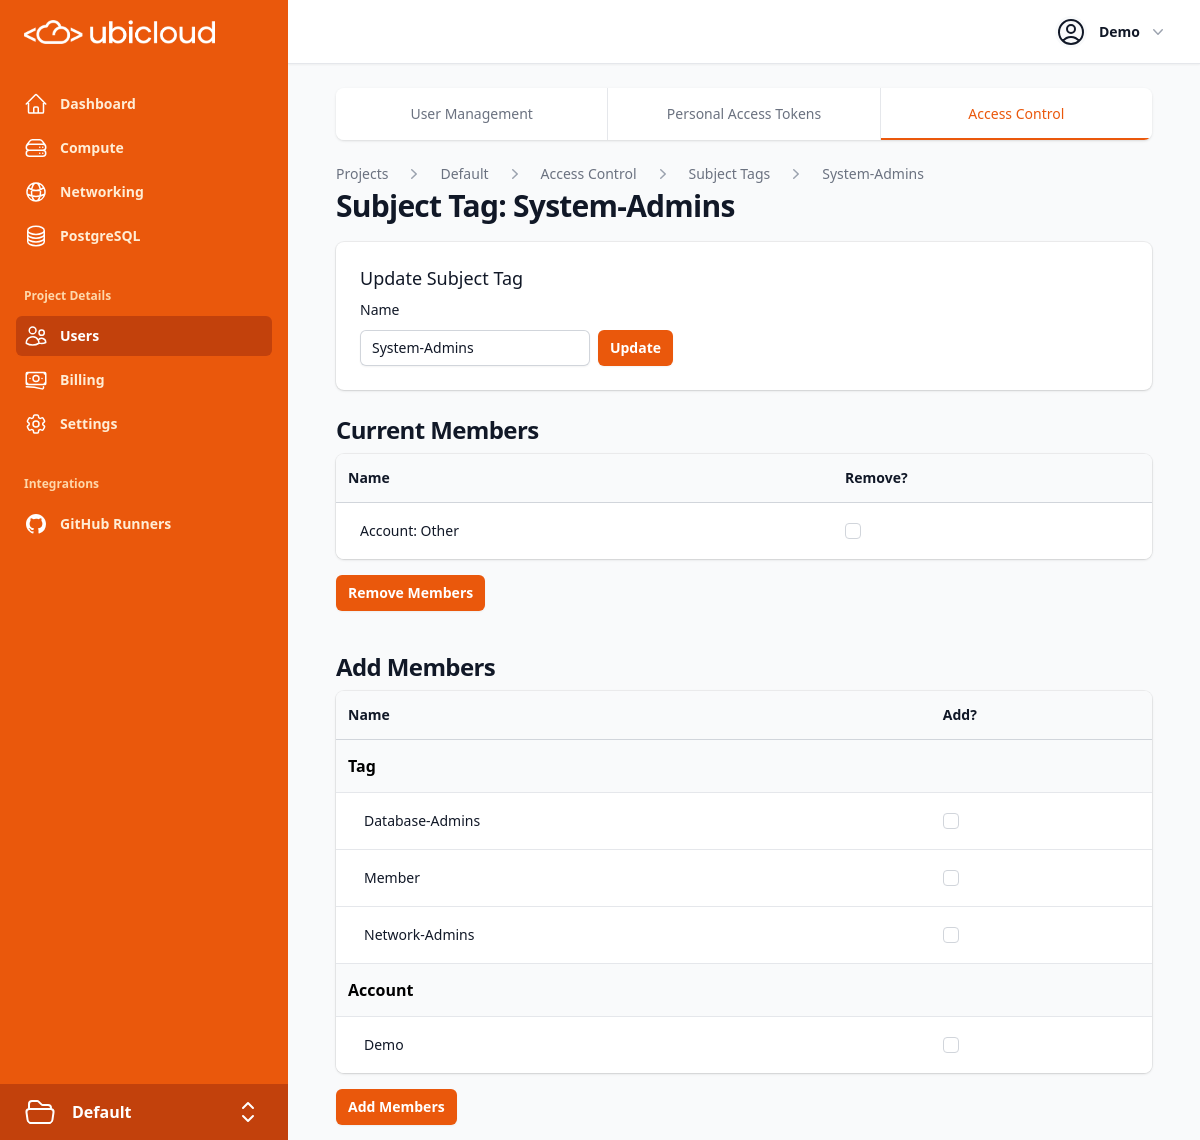 ubicloud
Demo
Dashboard
Compute
Networking
PostgreSQL
Project Details
Users
Billing
Settings
Integrations
GitHub Runners
Default
User Management
Personal Access Tokens
Access Control
Projects > Default > Access Control > Subject Tags > System-Admins
Subject Tag: System-Admins
Update Subject Tag
Name
System-Admins Update
Current Members
Name Remove?
Account: Other
Remove Members
Add Members
Name Add?
Tag
Database-Admins
Member
Network-Admins
Account
Demo
Add Members